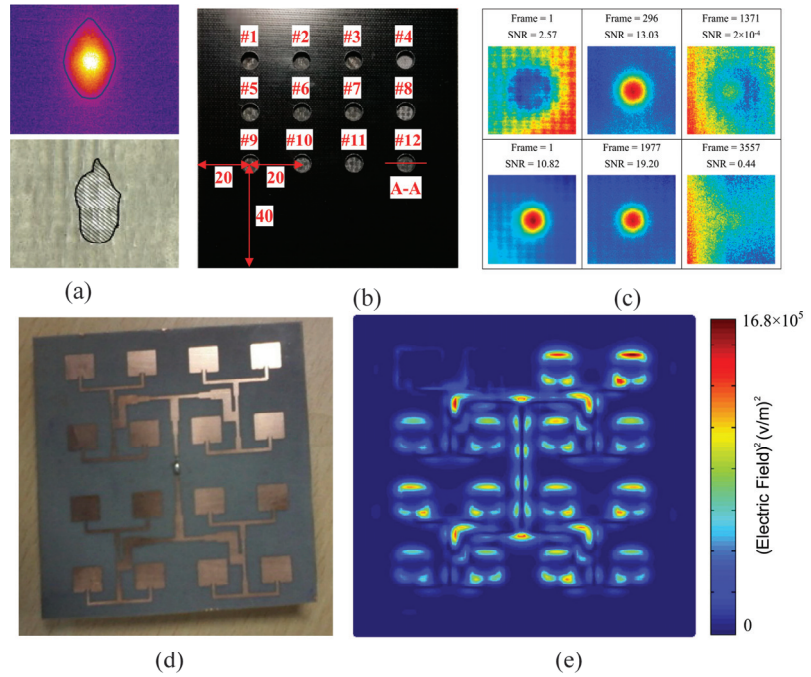 #1 #2 #3 #4
#5 #6 #7 #8
#9 #10 #11 #12
20 20
A-A
40
Frame = 1
SNR = 2.57
Frame = 296
SNR = 13.03
Frame = 1371
SNR = 2×10⁻⁴
Frame = 1
SNR = 10.82
Frame = 1977
SNR = 19.20
Frame = 3557
SNR = 0.44
(a)
(b)
(c)
16.8×10⁵
(Electric Field)² (v/m)²
0
(d)
(e)